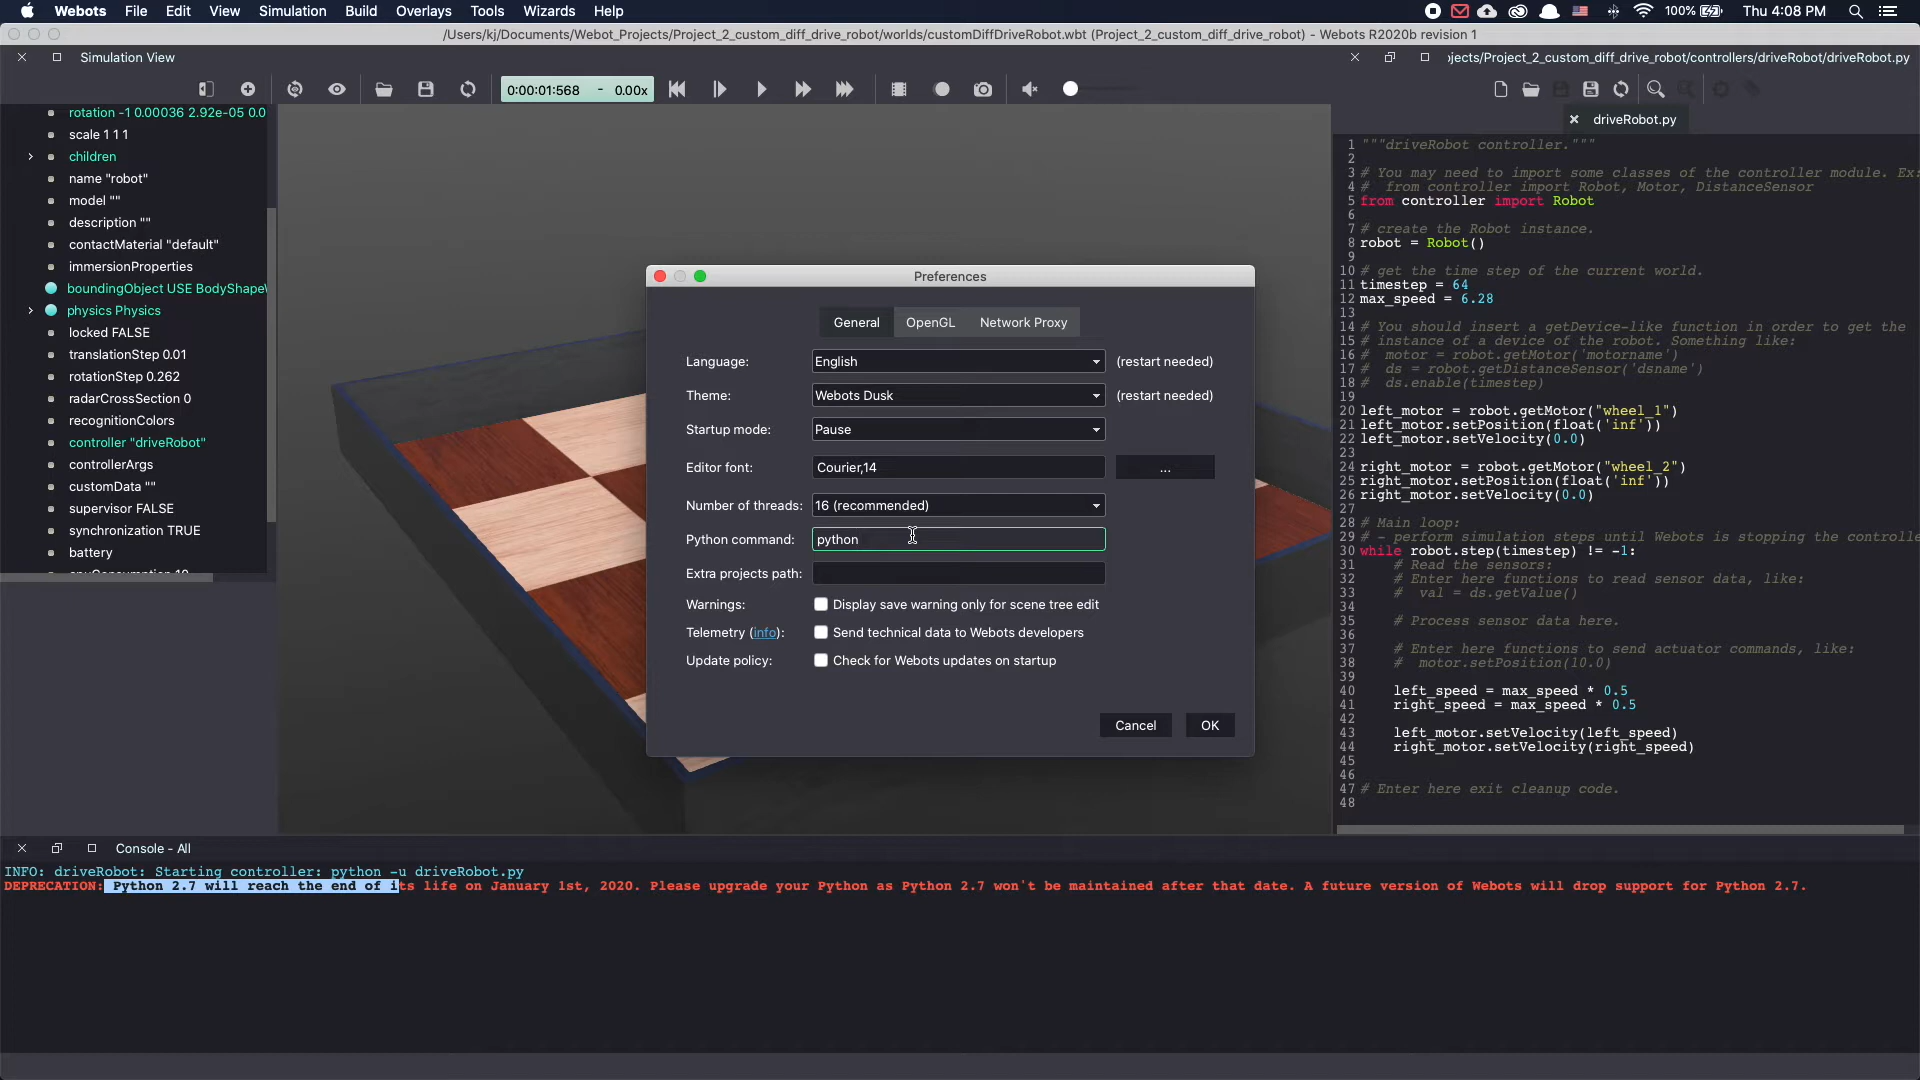 Webots File Edit View Simulation Build Overlays Tools Wizards Help 100% Thu 4:08 PM
/Users/kj/Documents/Webot_Projects/Project_2_custom_diff_drive_robot/worlds/customDiffDriveRobot.wbt (Project_2_custom_diff_drive_robot) - Webots R2020b revision 1
Simulation View
jects/Project_2_custom_diff_drive_robot/controllers/driveRobot/driveRobot.py
0:00:01:568 - 0.00x
driveRobot.py
rotation -1 0.00036 2.92e-05 0.0
scale 1 1 1
children
name "robot"
model ""
description ""
contactMaterial "default"
immersionProperties
boundingObject USE BodyShape
physics Physics
locked FALSE
translationStep 0.01
rotationStep 0.262
radarCrossSection 0
recognitionColors
controller "driveRobot"
controllerArgs
customData ""
supervisor FALSE
synchronization TRUE
battery
Preferences
General OpenGL Network Proxy
Language: English (restart needed)
Theme: Webots Dusk (restart needed)
Startup mode: Pause
Editor font: Courier,14 ...
Number of threads: 16 (recommended)
Python command: python
Extra projects path:
Warnings: Display save warning only for scene tree edit
Telemetry (info): Send technical data to Webots developers
Update policy: Check for Webots updates on startup
Cancel OK
1 """driveRobot controller."""
2
3 # You may need to import some classes of the controller module. Ex:
4 #  from controller import Robot, Motor, DistanceSensor
5 from controller import Robot
6
7 # create the Robot instance.
8 robot = Robot()
9
10 # get the time step of the current world.
11 timestep = 64
12 max_speed = 6.28
13
14 # You should insert a getDevice-like function in order to get the
15 # instance of a device of the robot. Something like:
16 #  motor = robot.getMotor('motorname')
17 #  ds = robot.getDistanceSensor('dsname')
18 #  ds.enable(timestep)
19
20 left_motor = robot.getMotor("wheel_1")
21 left_motor.setPosition(float('inf'))
22 left_motor.setVelocity(0.0)
23
24 right_motor = robot.getMotor("wheel_2")
25 right_motor.setPosition(float('inf'))
26 right_motor.setVelocity(0.0)
27
28 # Main loop:
29 # - perform simulation steps until Webots is stopping the controlle
30 while robot.step(timestep) != -1:
31     # Read the sensors:
32     # Enter here functions to read sensor data, like:
33     #  val = ds.getValue()
34
35     # Process sensor data here.
36
37     # Enter here functions to send actuator commands, like:
38     #  motor.setPosition(10.0)
39
40     left_speed = max_speed * 0.5
41     right_speed = max_speed * 0.5
42
43     left_motor.setVelocity(left_speed)
44     right_motor.setVelocity(right_speed)
45
46
47 # Enter here exit cleanup code.
48
Console - All
INFO: driveRobot: Starting controller: python -u driveRobot.py
DEPRECATION: Python 2.7 will reach the end of its life on January 1st, 2020. Please upgrade your Python as Python 2.7 won't be maintained after that date. A future version of Webots will drop support for Python 2.7.